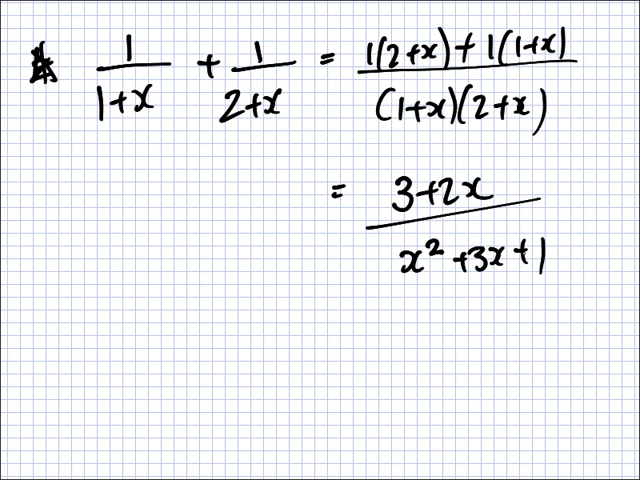 1/(1+x) + 1/(2+x) = (1(2+x) + 1(1+x))/((1+x)(2+x))
= (3+2x)/(x² + 3x + 1)